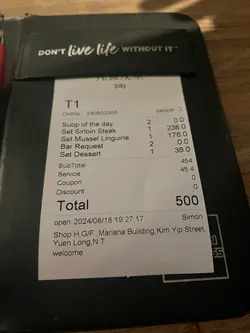 DON'T live life WITHOUT IT
pay
T1
people 2
Suop of the day 2 0.0
Set Sirloin Steak 1 238.0
Set Mussel Linguine 1 178.0
Bar Request 2 0.0
Set Dessert 1 38.0
SubTotal 454
Service 45.4
Coupon 0
Discount 0
Total 500
open 2024/08/18 19:27:17 Simon
Shop H,G/F ,Mariana Building,Kim Yip Street,
Yuen Long,N.T
welcome